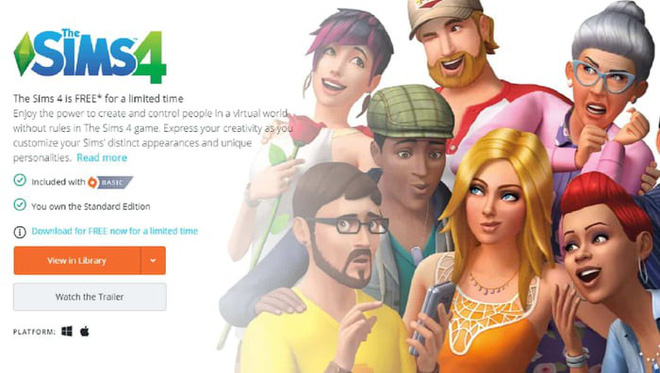 The
SIMS 4
The Sims 4 is FREE* for a limited time
Enjoy the power to create and control people in a virtual world
without rules in The Sims 4 game. Express your creativity as you
customize your Sims' distinct appearances and unique
personalities. Read more
Included with BASIC
You own the Standard Edition
Download for FREE now for a limited time
View in Library
Watch the Trailer
PLATFORM: